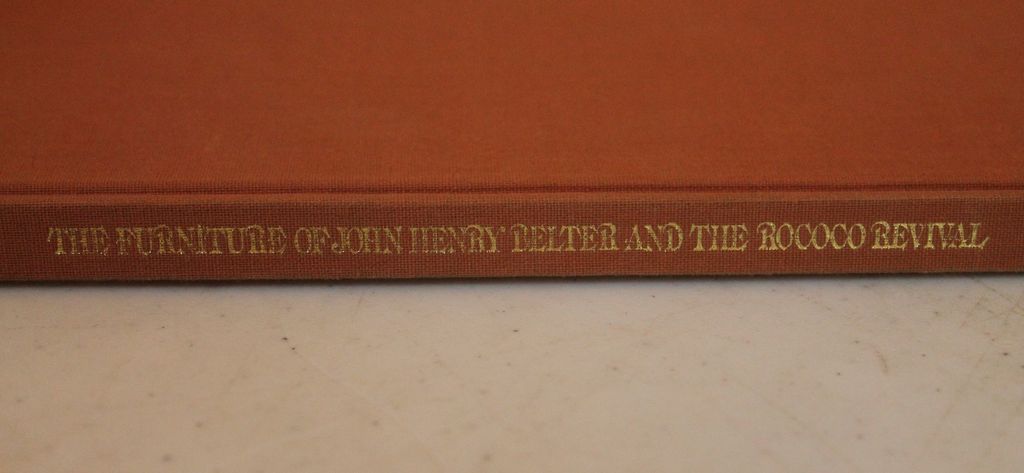 THE FURNITURE OF JOHN HENRY BELTER AND THE ROCOCO REVIVAL